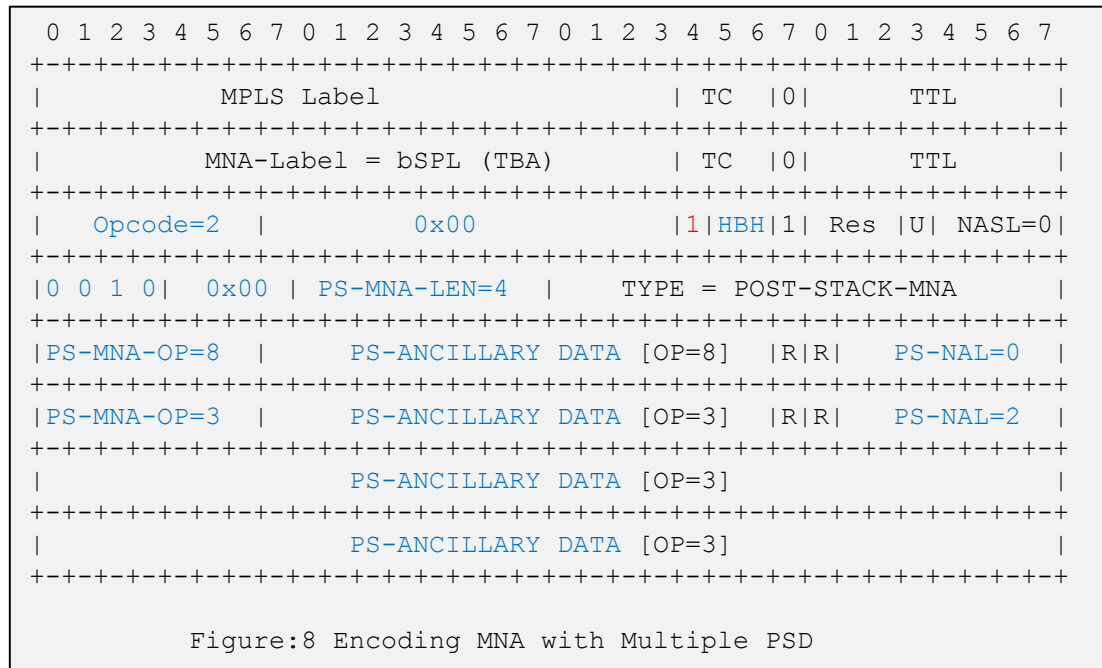 0 1 2 3 4 5 6 7 0 1 2 3 4 5 6 7 0 1 2 3 4 5 6 7 0 1 2 3 4 5 6 7
+-+-+-+-+-+-+-+-+-+-+-+-+-+-+-+-+-+-+-+-+-+-+-+-+-+-+-+-+-+-+-+-+
| MPLS Label | TC |0| TTL |
+-+-+-+-+-+-+-+-+-+-+-+-+-+-+-+-+-+-+-+-+-+-+-+-+-+-+-+-+-+-+-+-+
| MNA-Label = bSPL (TBA) | TC |0| TTL |
+-+-+-+-+-+-+-+-+-+-+-+-+-+-+-+-+-+-+-+-+-+-+-+-+-+-+-+-+-+-+-+-+
| Opcode=2 | 0x00 |1|HBH|1| Res |U| NASL=0|
+-+-+-+-+-+-+-+-+-+-+-+-+-+-+-+-+-+-+-+-+-+-+-+-+-+-+-+-+-+-+-+-+
|0 0 1 0| 0x00 | PS-MNA-LEN=4 | TYPE = POST-STACK-MNA |
+-+-+-+-+-+-+-+-+-+-+-+-+-+-+-+-+-+-+-+-+-+-+-+-+-+-+-+-+-+-+-+-+
|PS-MNA-OP=8 | PS-ANCILLARY DATA [OP=8] |R|R| PS-NAL=0 |
+-+-+-+-+-+-+-+-+-+-+-+-+-+-+-+-+-+-+-+-+-+-+-+-+-+-+-+-+-+-+-+-+
|PS-MNA-OP=3 | PS-ANCILLARY DATA [OP=3] |R|R| PS-NAL=2 |
+-+-+-+-+-+-+-+-+-+-+-+-+-+-+-+-+-+-+-+-+-+-+-+-+-+-+-+-+-+-+-+-+
| PS-ANCILLARY DATA [OP=3] |
+-+-+-+-+-+-+-+-+-+-+-+-+-+-+-+-+-+-+-+-+-+-+-+-+-+-+-+-+-+-+-+-+
| PS-ANCILLARY DATA [OP=3] |
+-+-+-+-+-+-+-+-+-+-+-+-+-+-+-+-+-+-+-+-+-+-+-+-+-+-+-+-+-+-+-+-+
Figure:8 Encoding MNA with Multiple PSD